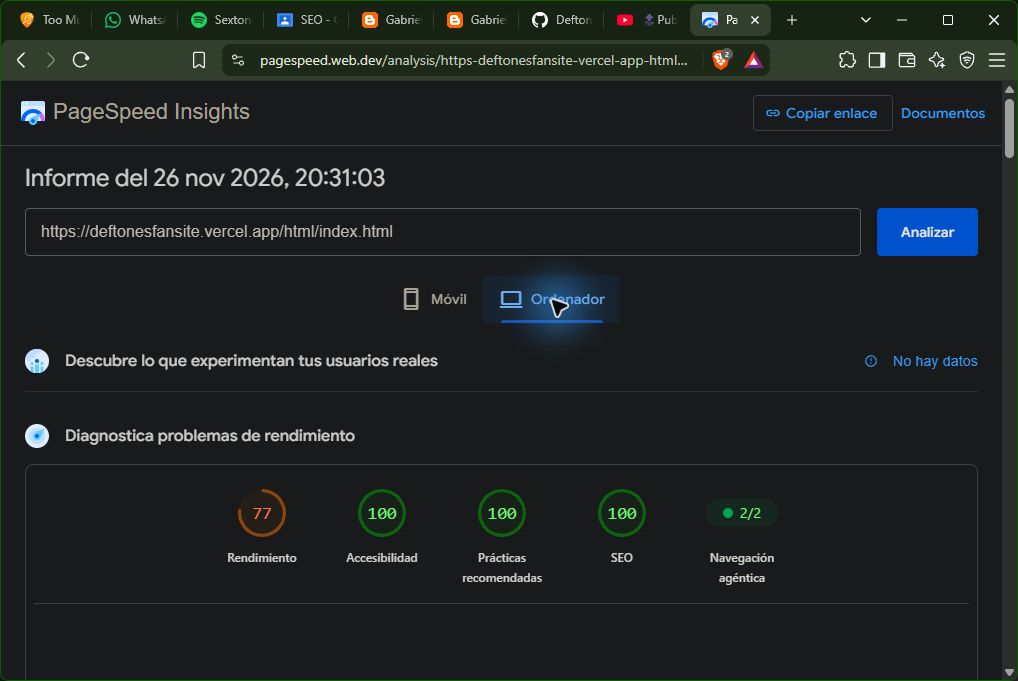 Too M
Whats
Sexton
SEO -
Gabrie
Gabrie
Defton
Pub
Pa
pagespeed.web.dev/analysis/https-deftonesfansite-vercel-app-html...
2
PageSpeed Insights
Copiar enlace
Documentos
Informe del 26 nov 2026, 20:31:03
https://deftonesfansite.vercel.app/html/index.html
Analizar
Móvil
Ordenador
Descubre lo que experimentan tus usuarios reales
No hay datos
Diagnostica problemas de rendimiento
77
100
100
100
2/2
Rendimiento
Accesibilidad
Prácticas
recomendadas
SEO
Navegación
agéntica